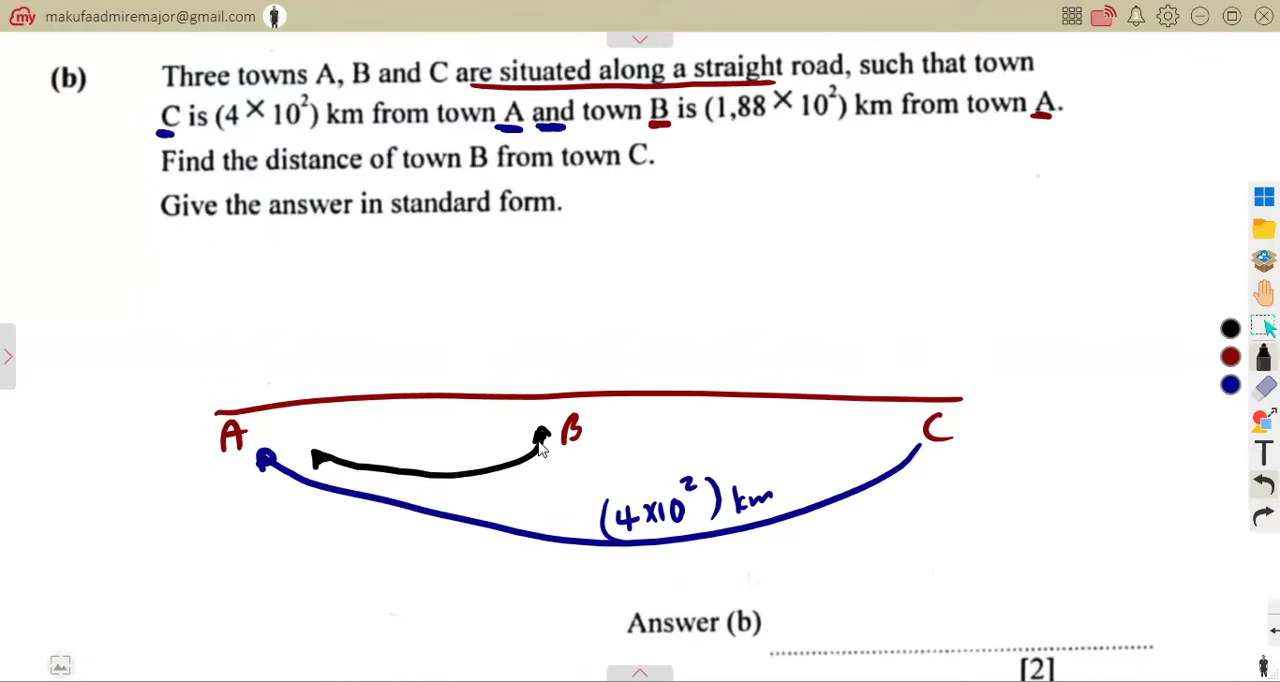 my makufaadmiremajor@gmail.com
(b) Three towns A, B and C are situated along a straight road, such that town
C is (4 × 10²) km from town A and town B is (1,88 × 10²) km from town A.
Find the distance of town B from town C.
Give the answer in standard form.
A B C
(4×10²) km
T
Answer (b) ........................................
[2]